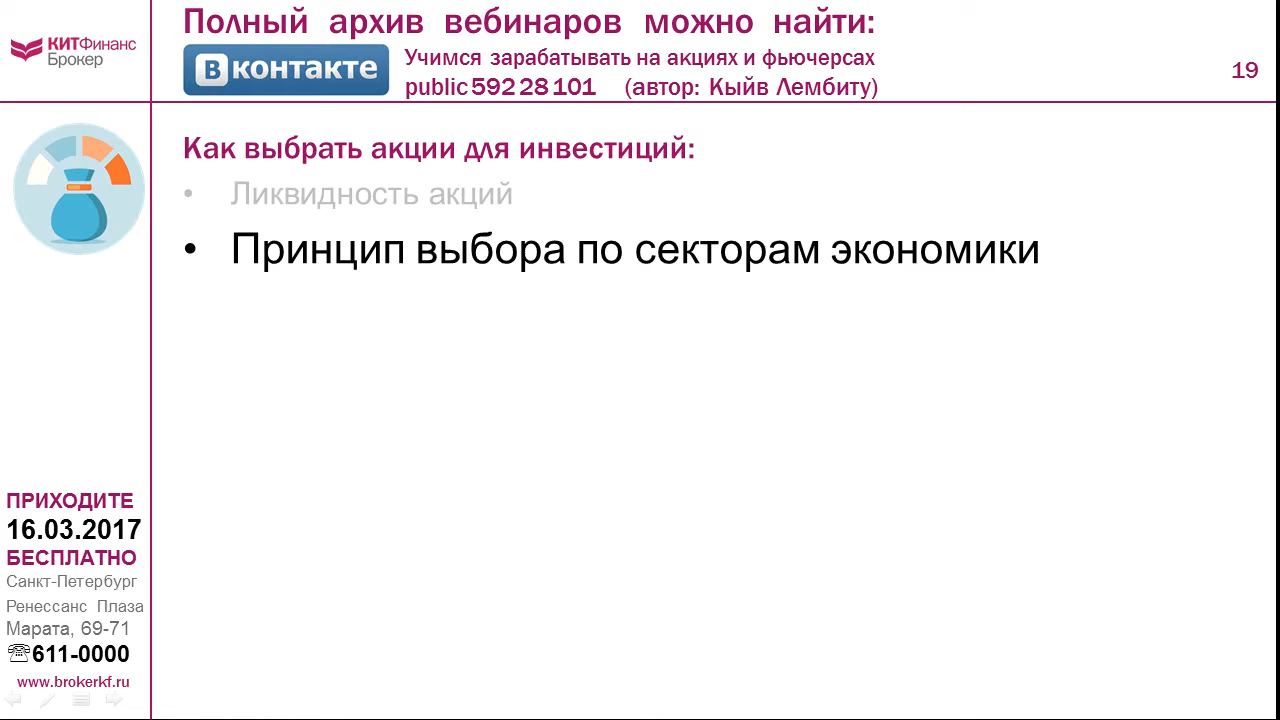 КИТФинанс
Брокер
Полный архив вебинаров можно найти:
В контакте
Учимся зарабатывать на акциях и фьючерсах
public 592 28 101 (автор: Кыйв Лембиту)
19
Как выбрать акции для инвестиций:
• Ликвидность акций
• Принцип выбора по секторам экономики
ПРИХОДИТЕ
16.03.2017
БЕСПЛАТНО
Санкт-Петербург
Ренессанс Плаза
Марата, 69-71
☏611-0000
www.brokerkf.ru